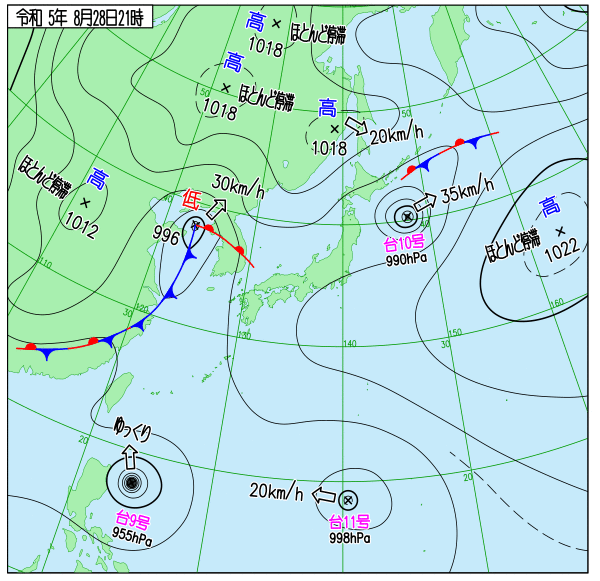 令和 5年 8月28日21時
高
1018
ほとんど停滞
高
1018
ほとんど停滞
高
1018
20km/h
50
50
ほとんど停滞
高
1012
低
30km/h
996
40
35km/h
台10号
990hPa
高
ほとんど停滞
1022
110
120
30
130
140
30
150
160
ゆっくり
20
台9号
955hPa
20km/h
台11号
998hPa
20